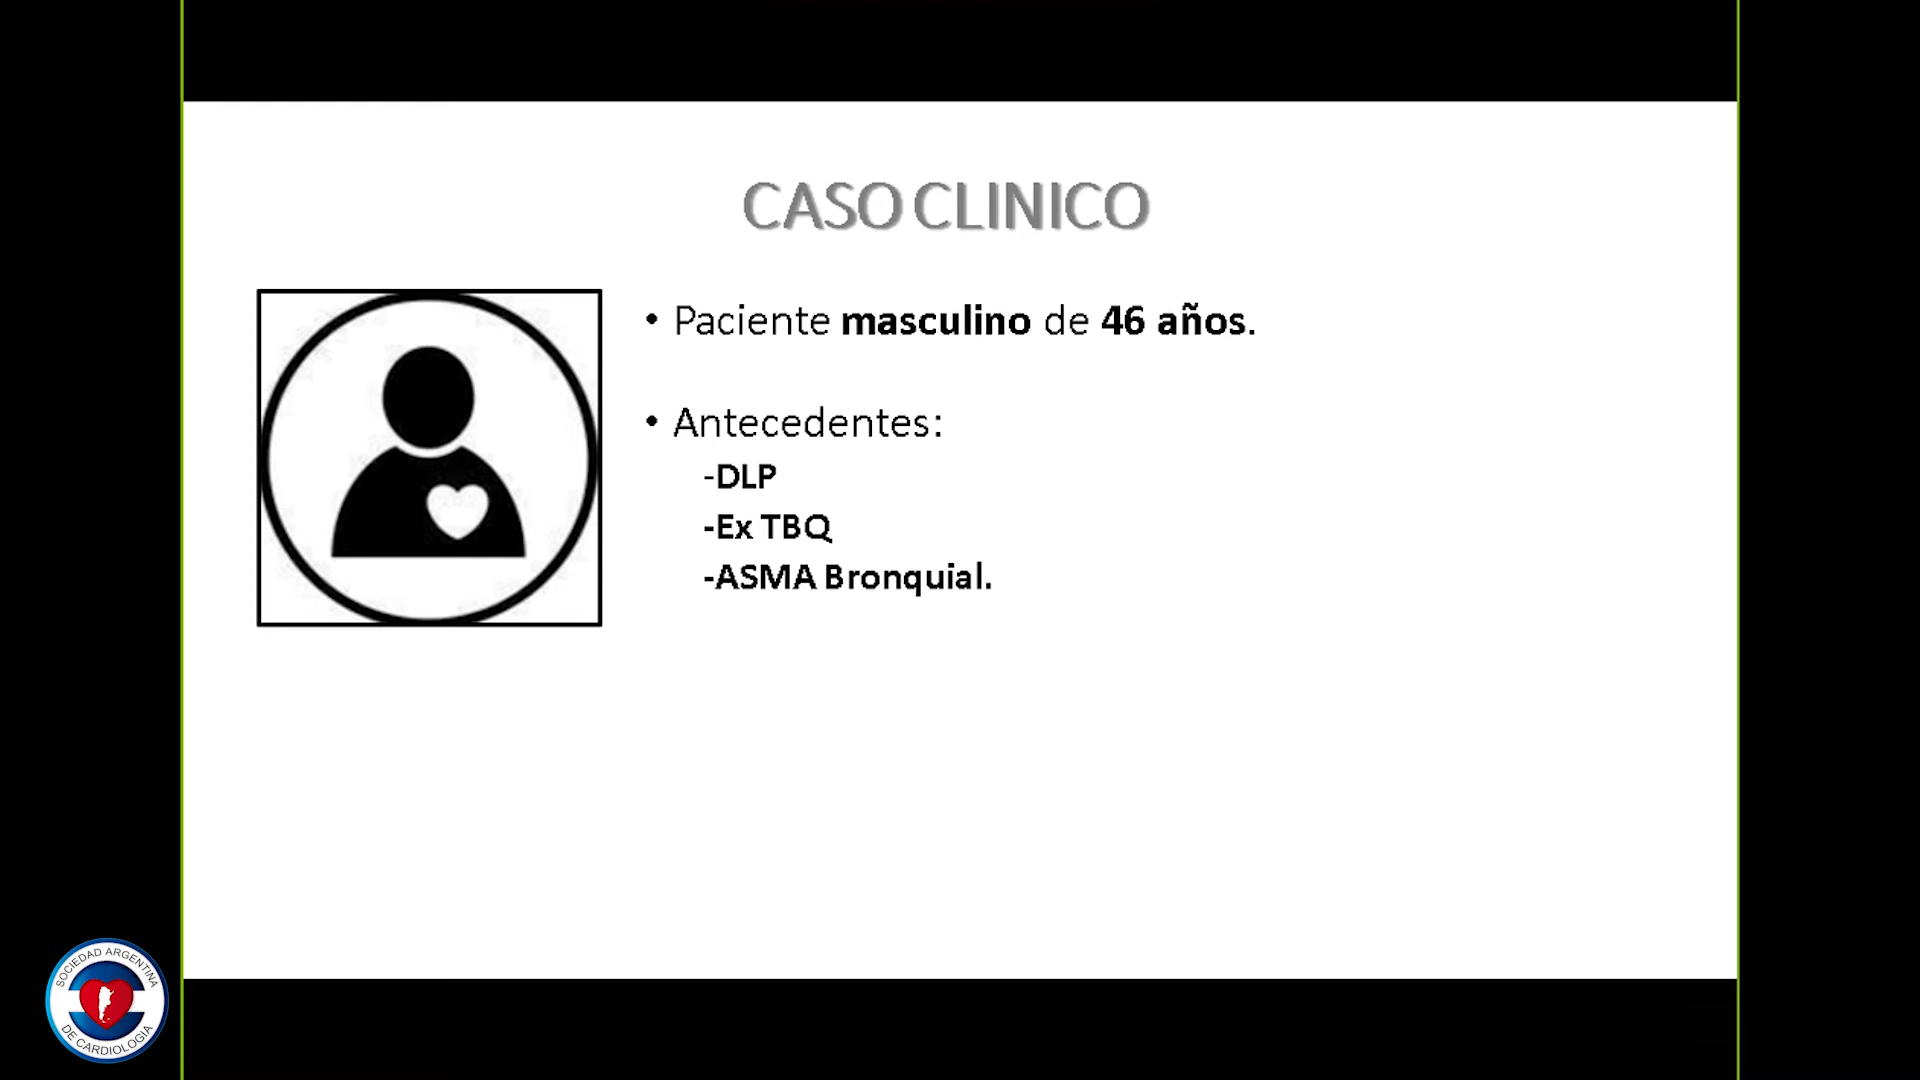 CASO CLINICO
• Paciente masculino de 46 años.
• Antecedentes:
-DLP
-Ex TBQ
-ASMA Bronquial.
SOCIEDAD ARGENTINA
DE CARDIOLOGIA